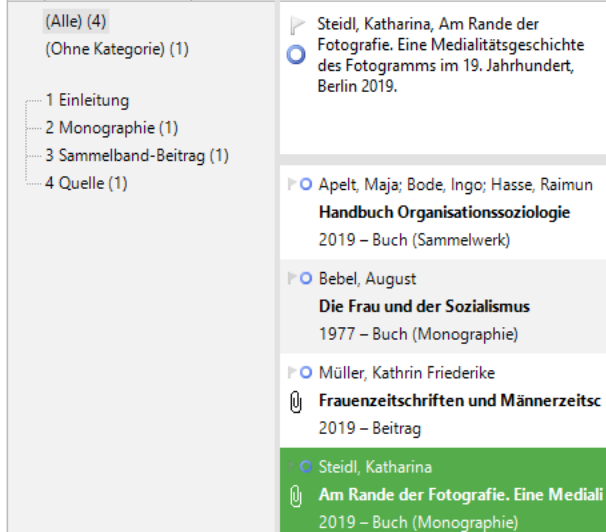 (Alle) (4)
(Ohne Kategorie) (1)
1 Einleitung
2 Monographie (1)
3 Sammelband-Beitrag (1)
4 Quelle (1)
Steidl, Katharina, Am Rande der
Fotografie. Eine Medialitätsgeschichte
des Fotogramms im 19. Jahrhundert,
Berlin 2019.
Apelt, Maja; Bode, Ingo; Hasse, Raimun
Handbuch Organisationssoziologie
2019 – Buch (Sammelwerk)
Bebel, August
Die Frau und der Sozialismus
1977 – Buch (Monographie)
Müller, Kathrin Friederike
Frauenzeitschriften und Männerzeitsc
2019 – Beitrag
Steidl, Katharina
Am Rande der Fotografie. Eine Mediali
2019 – Buch (Monographie)